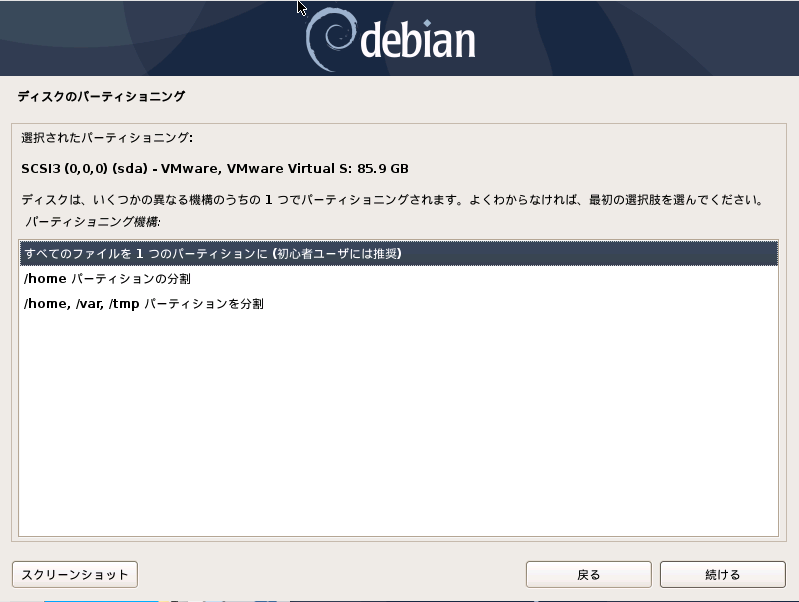 debian
ディスクのパーティショニング
選択されたパーティショニング:
SCSI3 (0,0,0) (sda) - VMware, VMware Virtual S: 85.9 GB
ディスクは、いくつかの異なる機構のうちの 1 つでパーティショニングされます。よくわからなければ、最初の選択肢を選んでください。
パーティショニング機構:
すべてのファイルを 1 つのパーティションに (初心者ユーザには推奨)
/home パーティションの分割
/home, /var, /tmp パーティションを分割
スクリーンショット
戻る
続ける